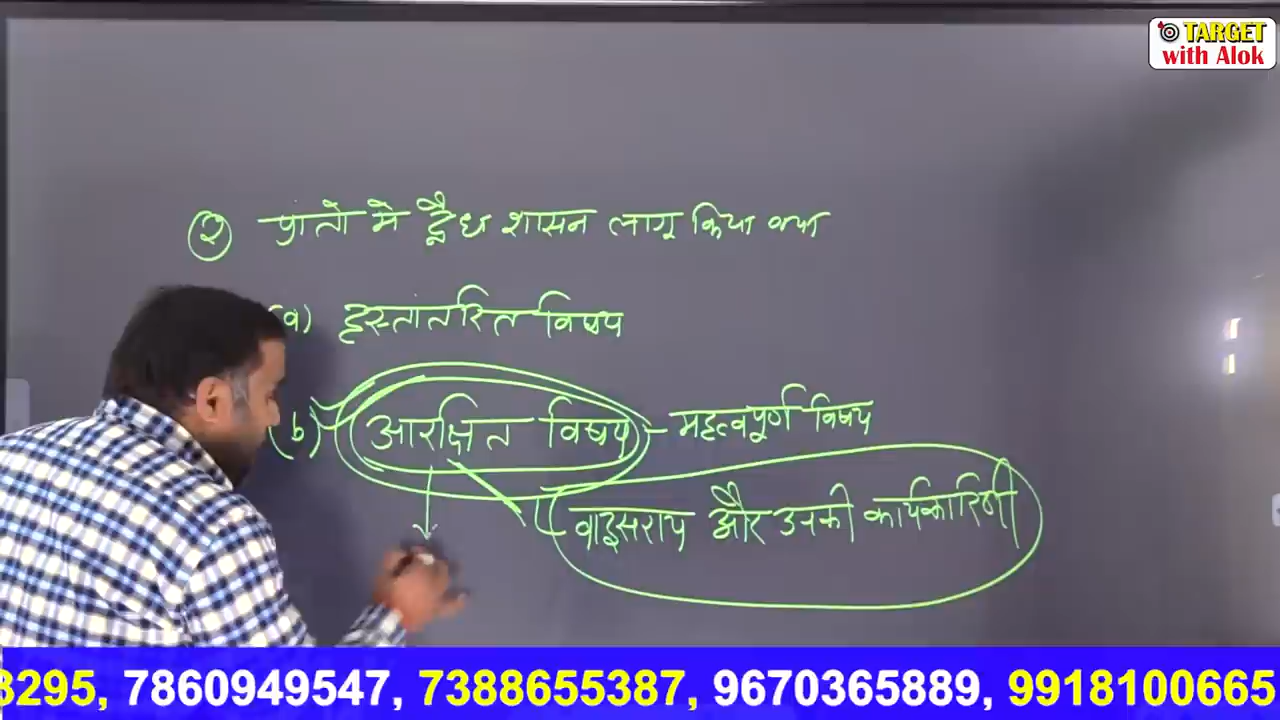 TARGET
with Alok
२ प्रांतो मे द्वैध शासन लागू किया गया
(a) हस्तांतरित विषय
(b) आरक्षित विषय - महत्वपूर्ण विषय
वाइसराय और उनकी कार्यकारिणी
8295, 7860949547, 7388655387, 9670365889, 9918100665